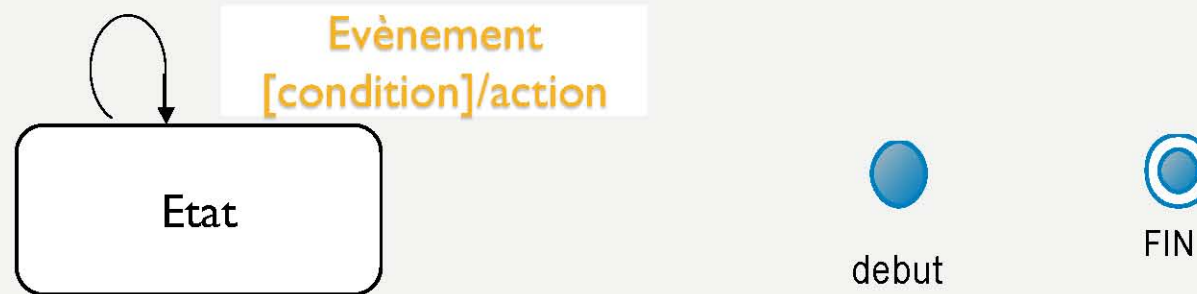 Evènement
[condition]/action
Etat
debut
FIN